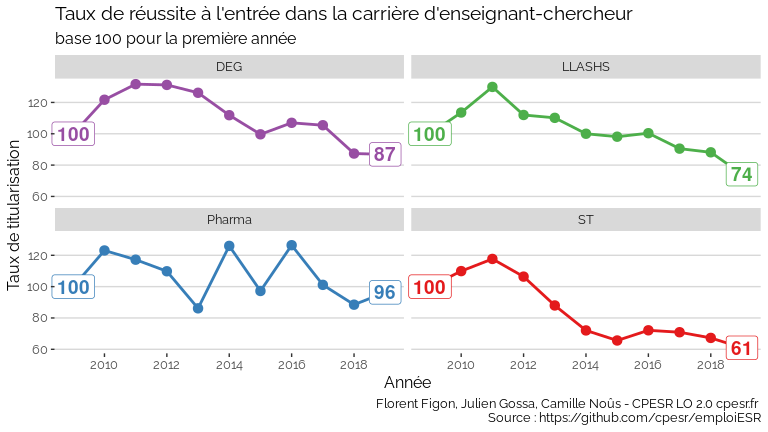 Taux de réussite à l'entrée dans la carrière d'enseignant-chercheur
base 100 pour la première année
DEG
LLASHS
120
100
80
60
100
87
100
74
Pharma
ST
120
100
80
60
100
96
100
61
2010 2012 2014 2016 2018
2010 2012 2014 2016 2018
Taux de titularisation
Année
Florent Figon, Julien Gossa, Camille Noûs - CPESR LO 2.0 cpesr.fr
Source : https://github.com/cpesr/emploiESR